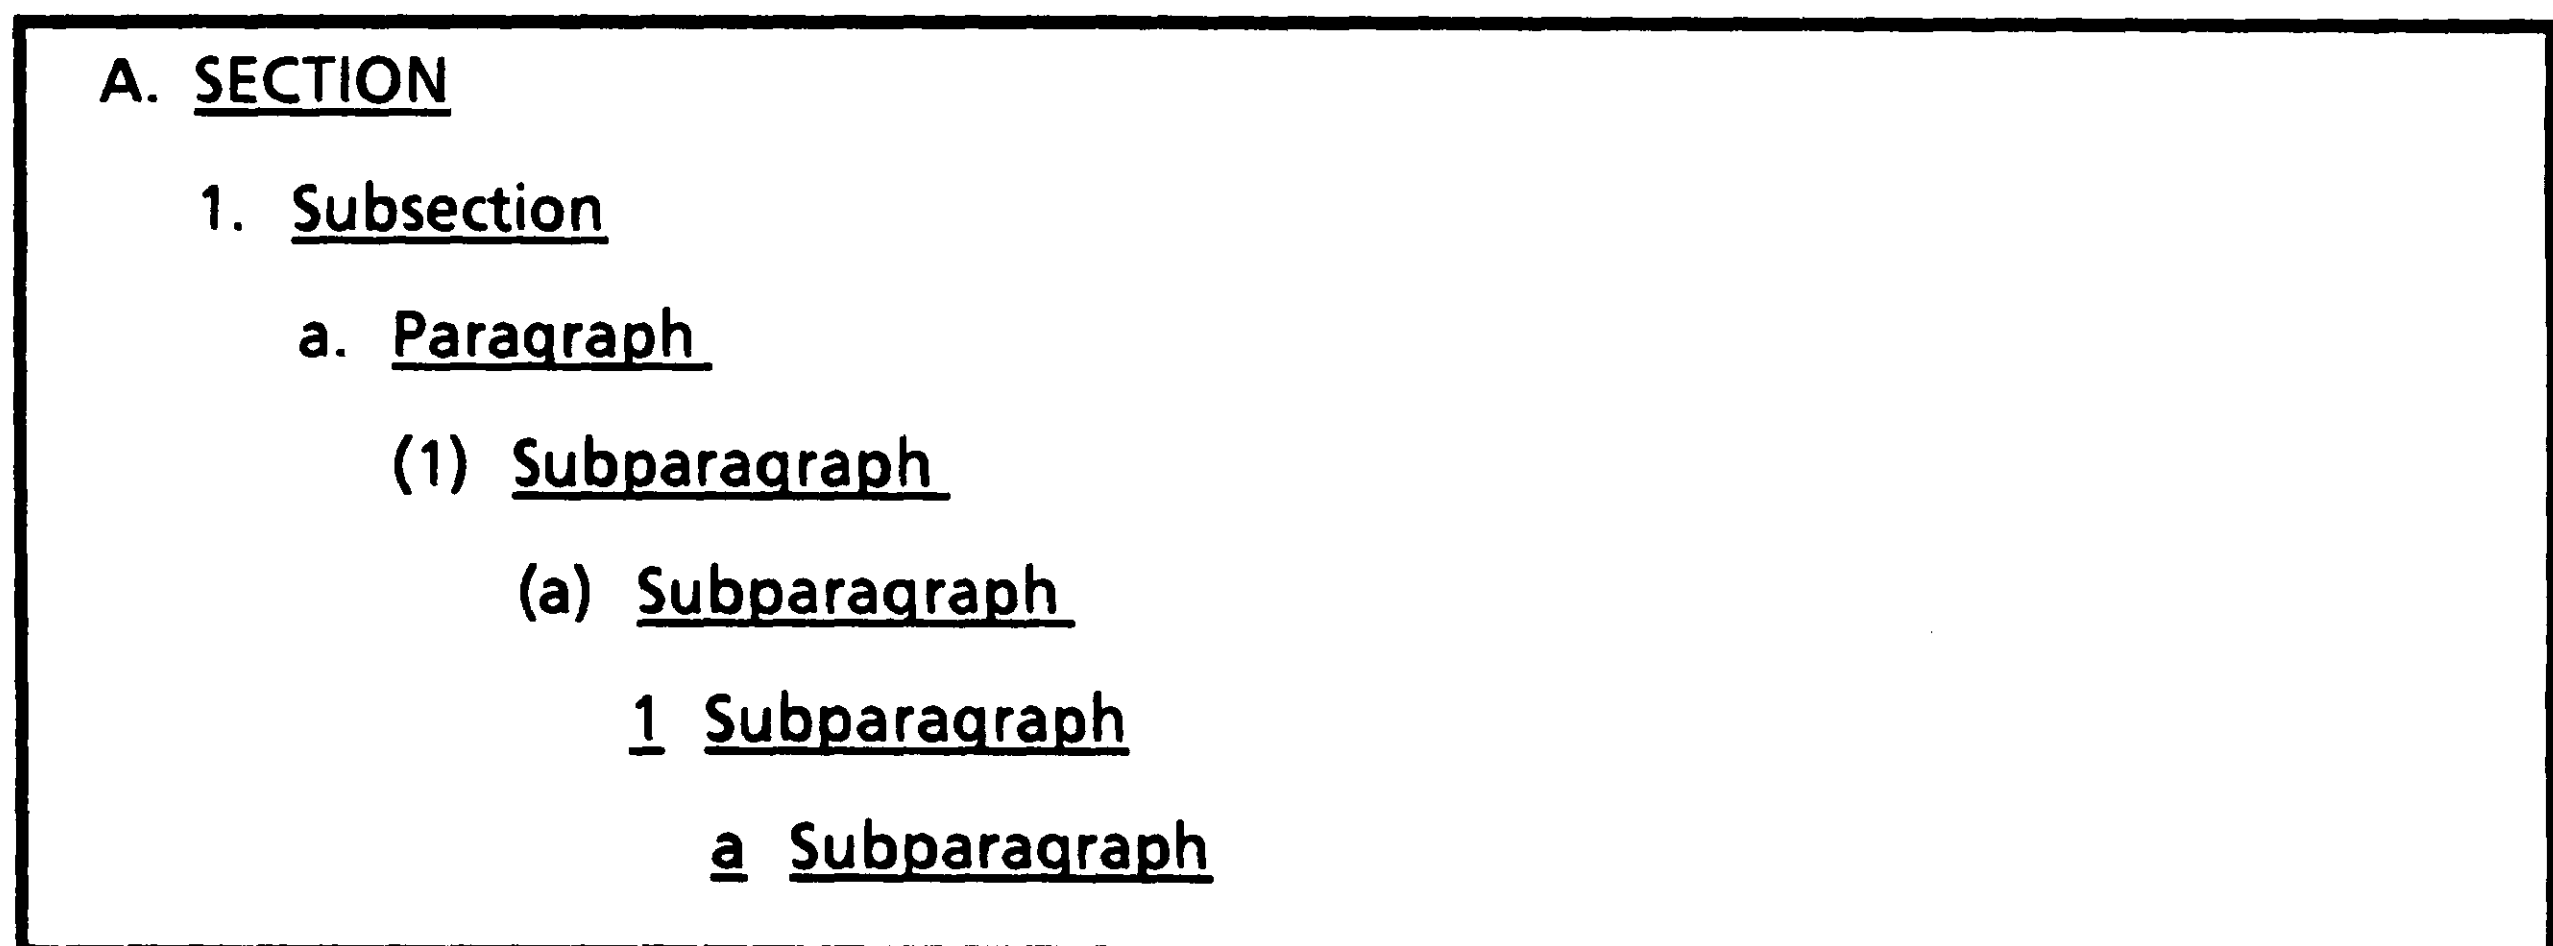 A. SECTION
1. Subsection
a. Paragraph
(1) Subparagraph
(a) Subparagraph
1 Subparagraph
a Subparagraph